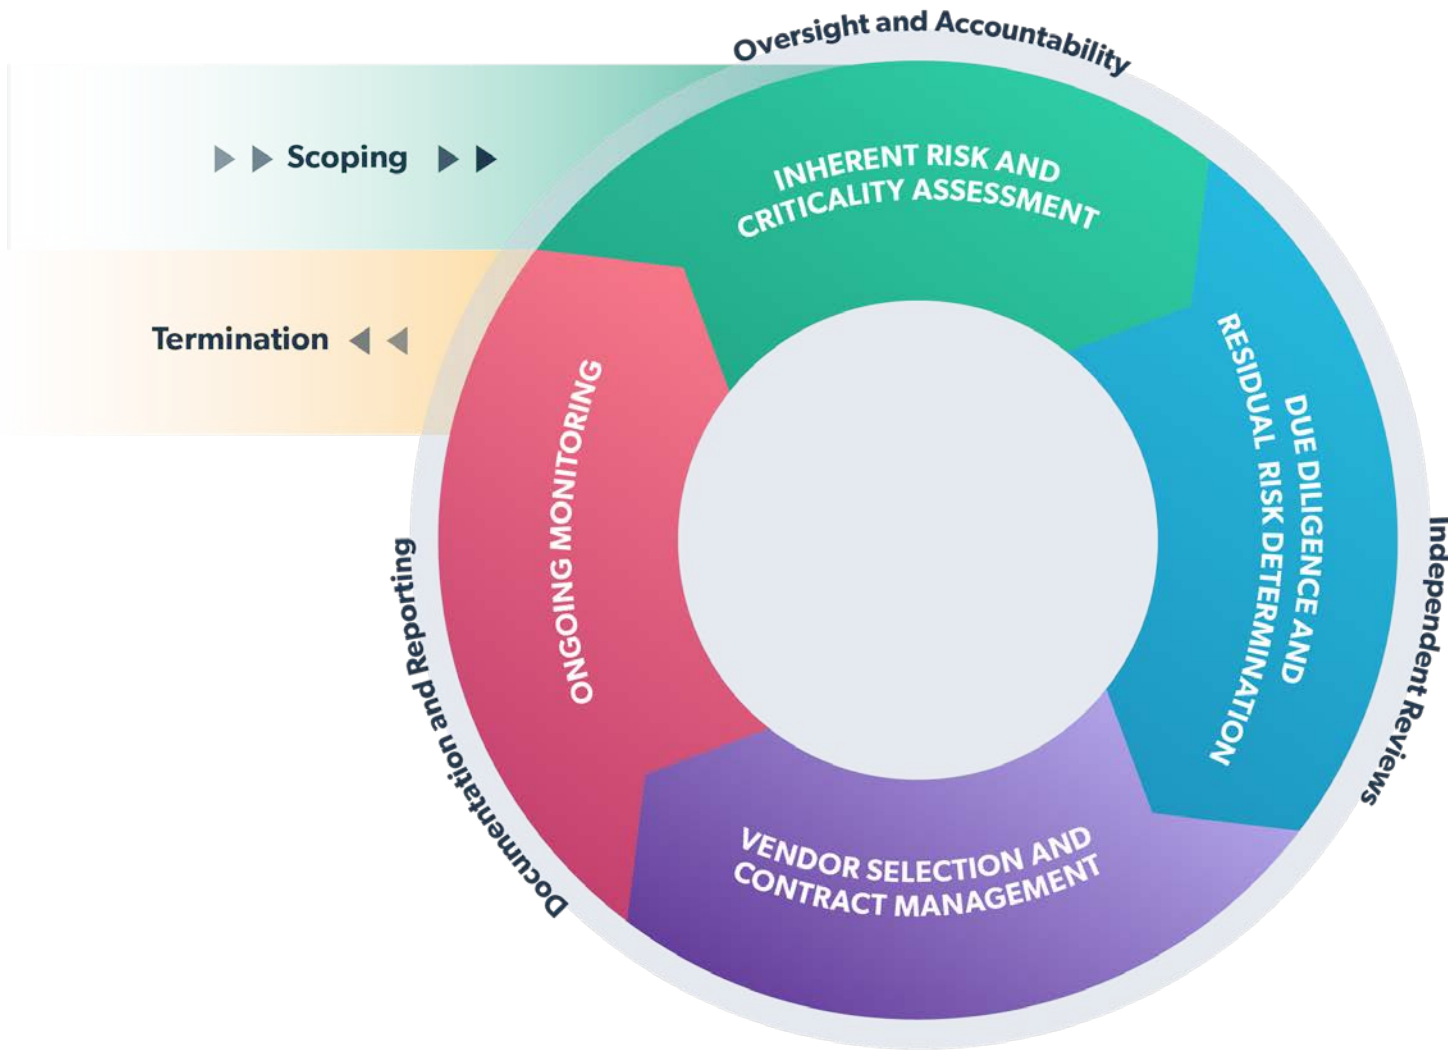 Oversight and Accountability
Scoping
INHERENT RISK AND
CRITICALITY ASSESSMENT
Termination
ONGOING MONITORING
DUE DILIGENCE AND
RESIDUAL RISK DETERMINATION
Independent Reviews
Documentation and Reporting
VENDOR SELECTION AND
CONTRACT MANAGEMENT